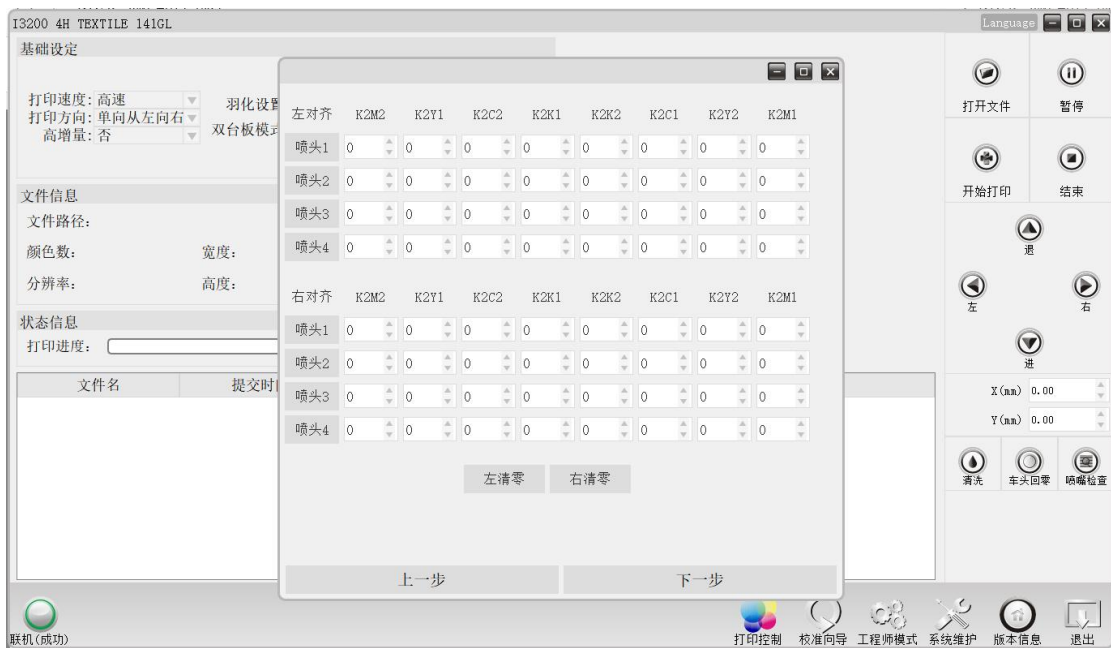 I3200 4H TEXTILE 141GL
Language
基础设定
打印速度: 高速
羽化设置
打印方向: 单向从左向右
双台板模式
高增量: 否
文件信息
文件路径:
颜色数:
宽度:
分辨率:
高度:
状态信息
打印进度:
文件名
提交时间
左对齐 K2M2 K2Y1 K2C2 K2K1 K2K2 K2C1 K2Y2 K2M1
喷头1 0 0 0 0 0 0 0 0
喷头2 0 0 0 0 0 0 0 0
喷头3 0 0 0 0 0 0 0 0
喷头4 0 0 0 0 0 0 0 0
右对齐 K2M2 K2Y1 K2C2 K2K1 K2K2 K2C1 K2Y2 K2M1
喷头1 0 0 0 0 0 0 0 0
喷头2 0 0 0 0 0 0 0 0
喷头3 0 0 0 0 0 0 0 0
喷头4 0 0 0 0 0 0 0 0
左清零 右清零
上一步 下一步
打开文件 暂停
开始打印 结束
退
左 右
进
X(mm) 0.00
Y(mm) 0.00
清洗 车头回零 喷嘴检查
联机(成功)
打印控制 校准向导 工程师模式 系统维护 版本信息 退出